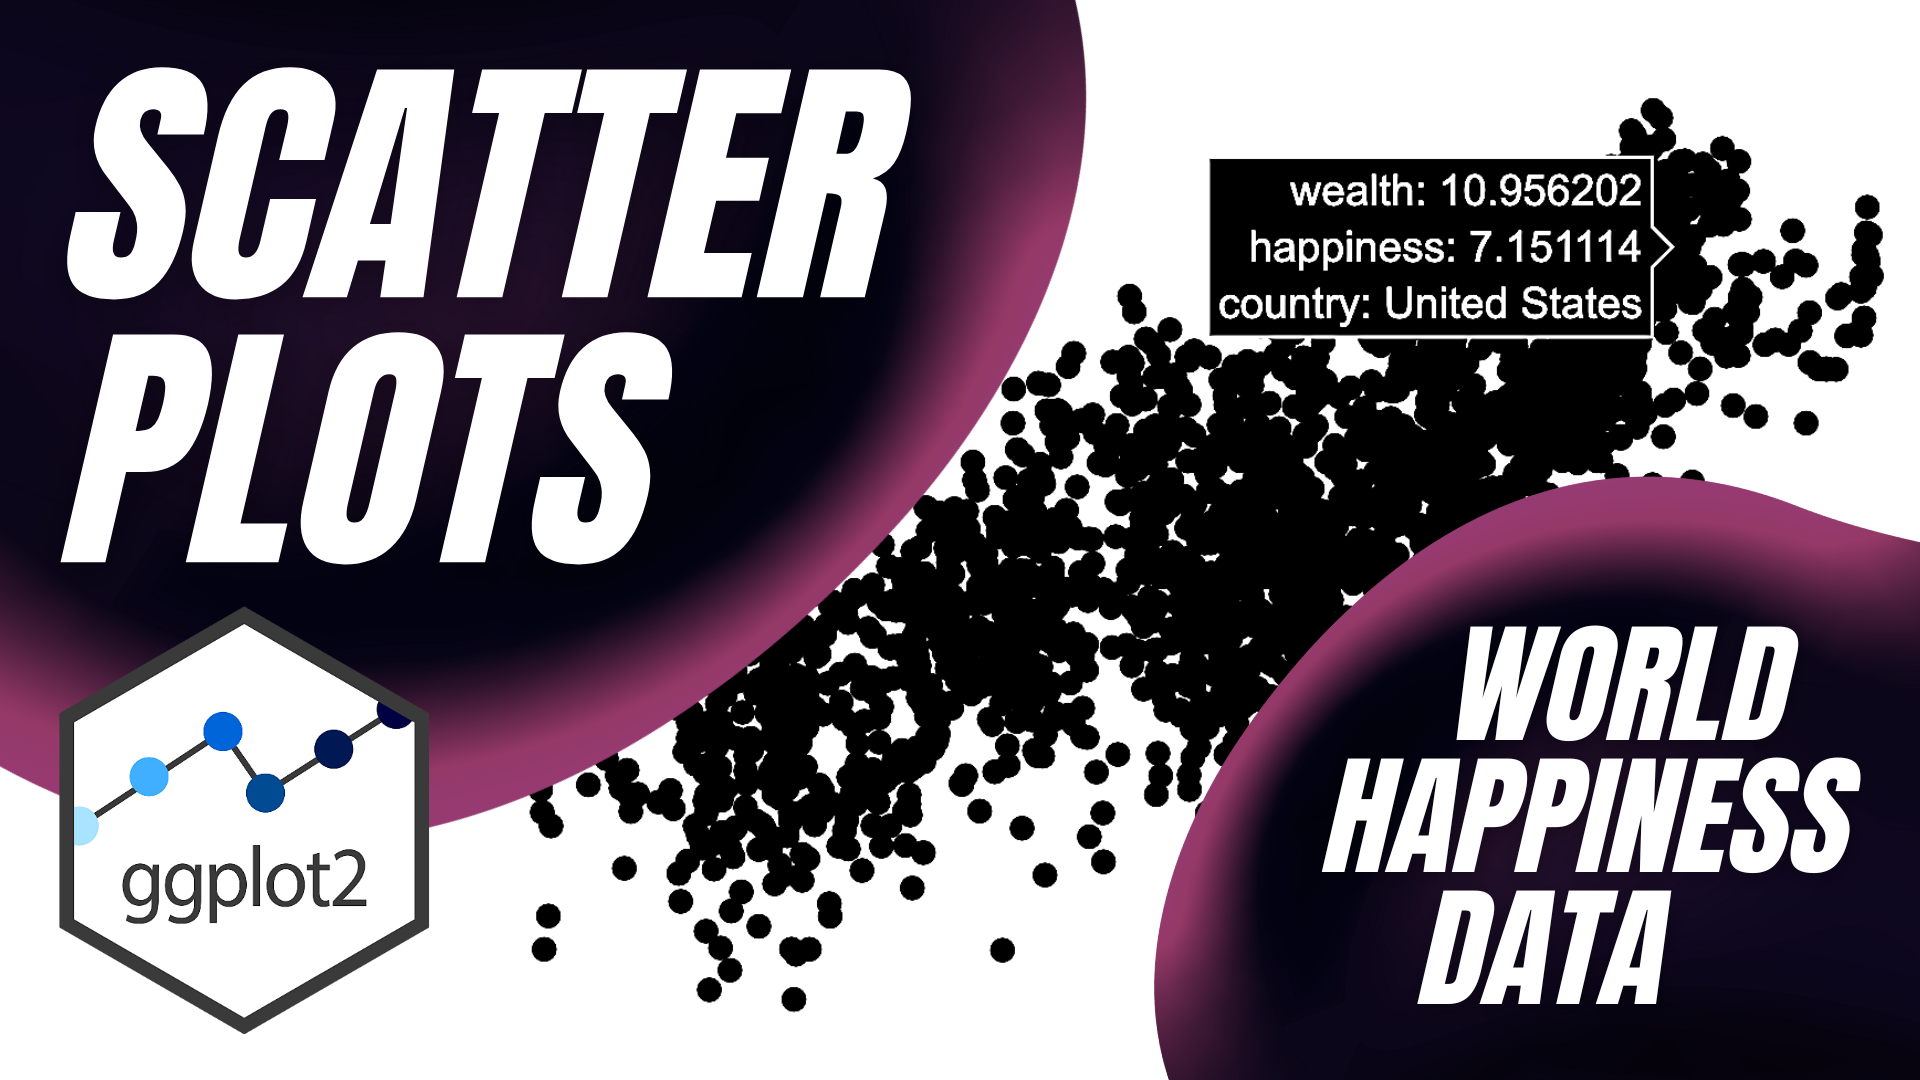 SCATTER
PLOTS
wealth: 10.956202
happiness: 7.151114
country: United States
ggplot2
WORLD
HAPPINESS
DATA